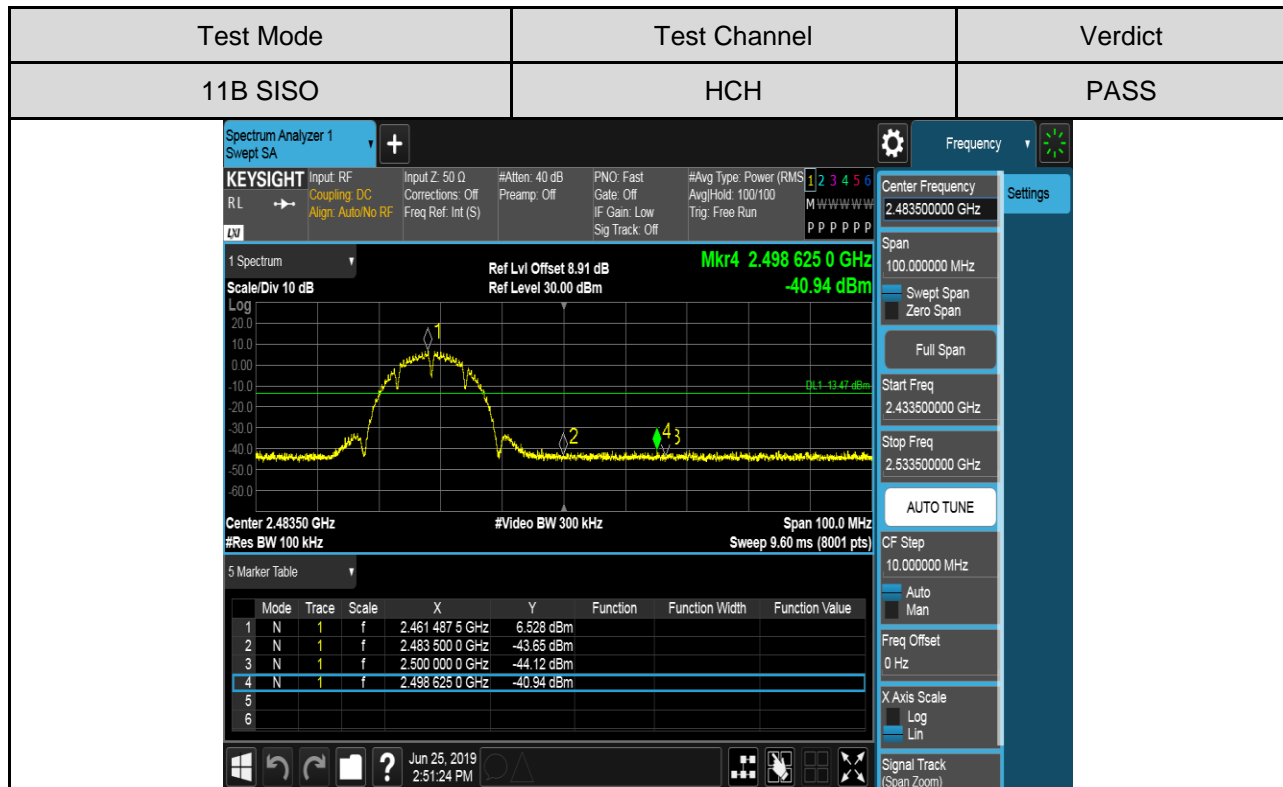 Test Mode Test Channel Verdict
11B SISO HCH PASS
Spectrum Analyzer 1
Swept SA
+
Frequency
KEYSIGHT Input: RF Input Z: 50 Ω #Atten: 40 dB PNO: Fast #Avg Type: Power (RMS 1 2 3 4 5 6
RL Coupling: DC Corrections: Off Preamp: Off Gate: Off Avg|Hold: 100/100 M W W W W W
Align: Auto/No RF Freq Ref: Int (S) IF Gain: Low Trig: Free Run
LXI Sig Track: Off P P P P P P
1 Spectrum Ref Lvl Offset 8.91 dB Mkr4 2.498 625 0 GHz
Scale/Div 10 dB Ref Level 30.00 dBm -40.94 dBm
Log
20.0
10.0
0.00
-10.0
-20.0
-30.0
-40.0
-50.0
-60.0
1
DL1 -13.47 dBm
2 4 3
Center 2.48350 GHz #Video BW 300 kHz Span 100.0 MHz
#Res BW 100 kHz Sweep 9.60 ms (8001 pts)
5 Marker Table
Mode Trace Scale X Y Function Function Width Function Value
1 N 1 f 2.461 487 5 GHz 6.528 dBm
2 N 1 f 2.483 500 0 GHz -43.65 dBm
3 N 1 f 2.500 000 0 GHz -44.12 dBm
4 N 1 f 2.498 625 0 GHz -40.94 dBm
5
6
? Jun 25, 2019
2:51:24 PM
Center Frequency
2.483500000 GHz
Settings
Span
100.000000 MHz
Swept Span
Zero Span
Full Span
Start Freq
2.433500000 GHz
Stop Freq
2.533500000 GHz
AUTO TUNE
CF Step
10.000000 MHz
Auto
Man
Freq Offset
0 Hz
X Axis Scale
Log
Lin
Signal Track
(Span Zoom)